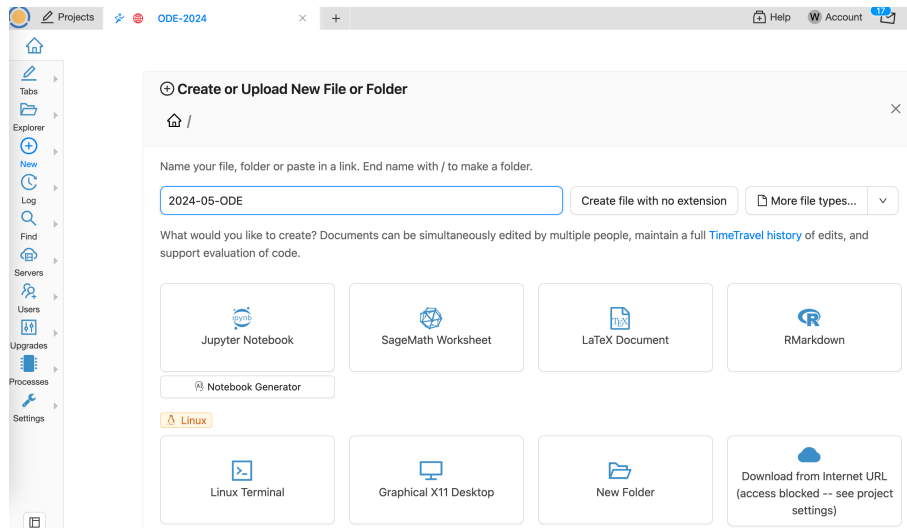 Projects
ODE-2024
Help
W Account
17
Tabs
Explorer
New
Log
Find
Servers
Users
Upgrades
Processes
Settings
Create or Upload New File or Folder
/
Name your file, folder or paste in a link. End name with / to make a folder.
2024-05-ODE
Create file with no extension
More file types...
What would you like to create? Documents can be simultaneously edited by multiple people, maintain a full TimeTravel history of edits, and
support evaluation of code.
ipynb
Jupyter Notebook
SageMath Worksheet
TEX
LaTeX Document
R
RMarkdown
AI Notebook Generator
Linux
Linux Terminal
Graphical X11 Desktop
New Folder
Download from Internet URL
(access blocked -- see project
settings)